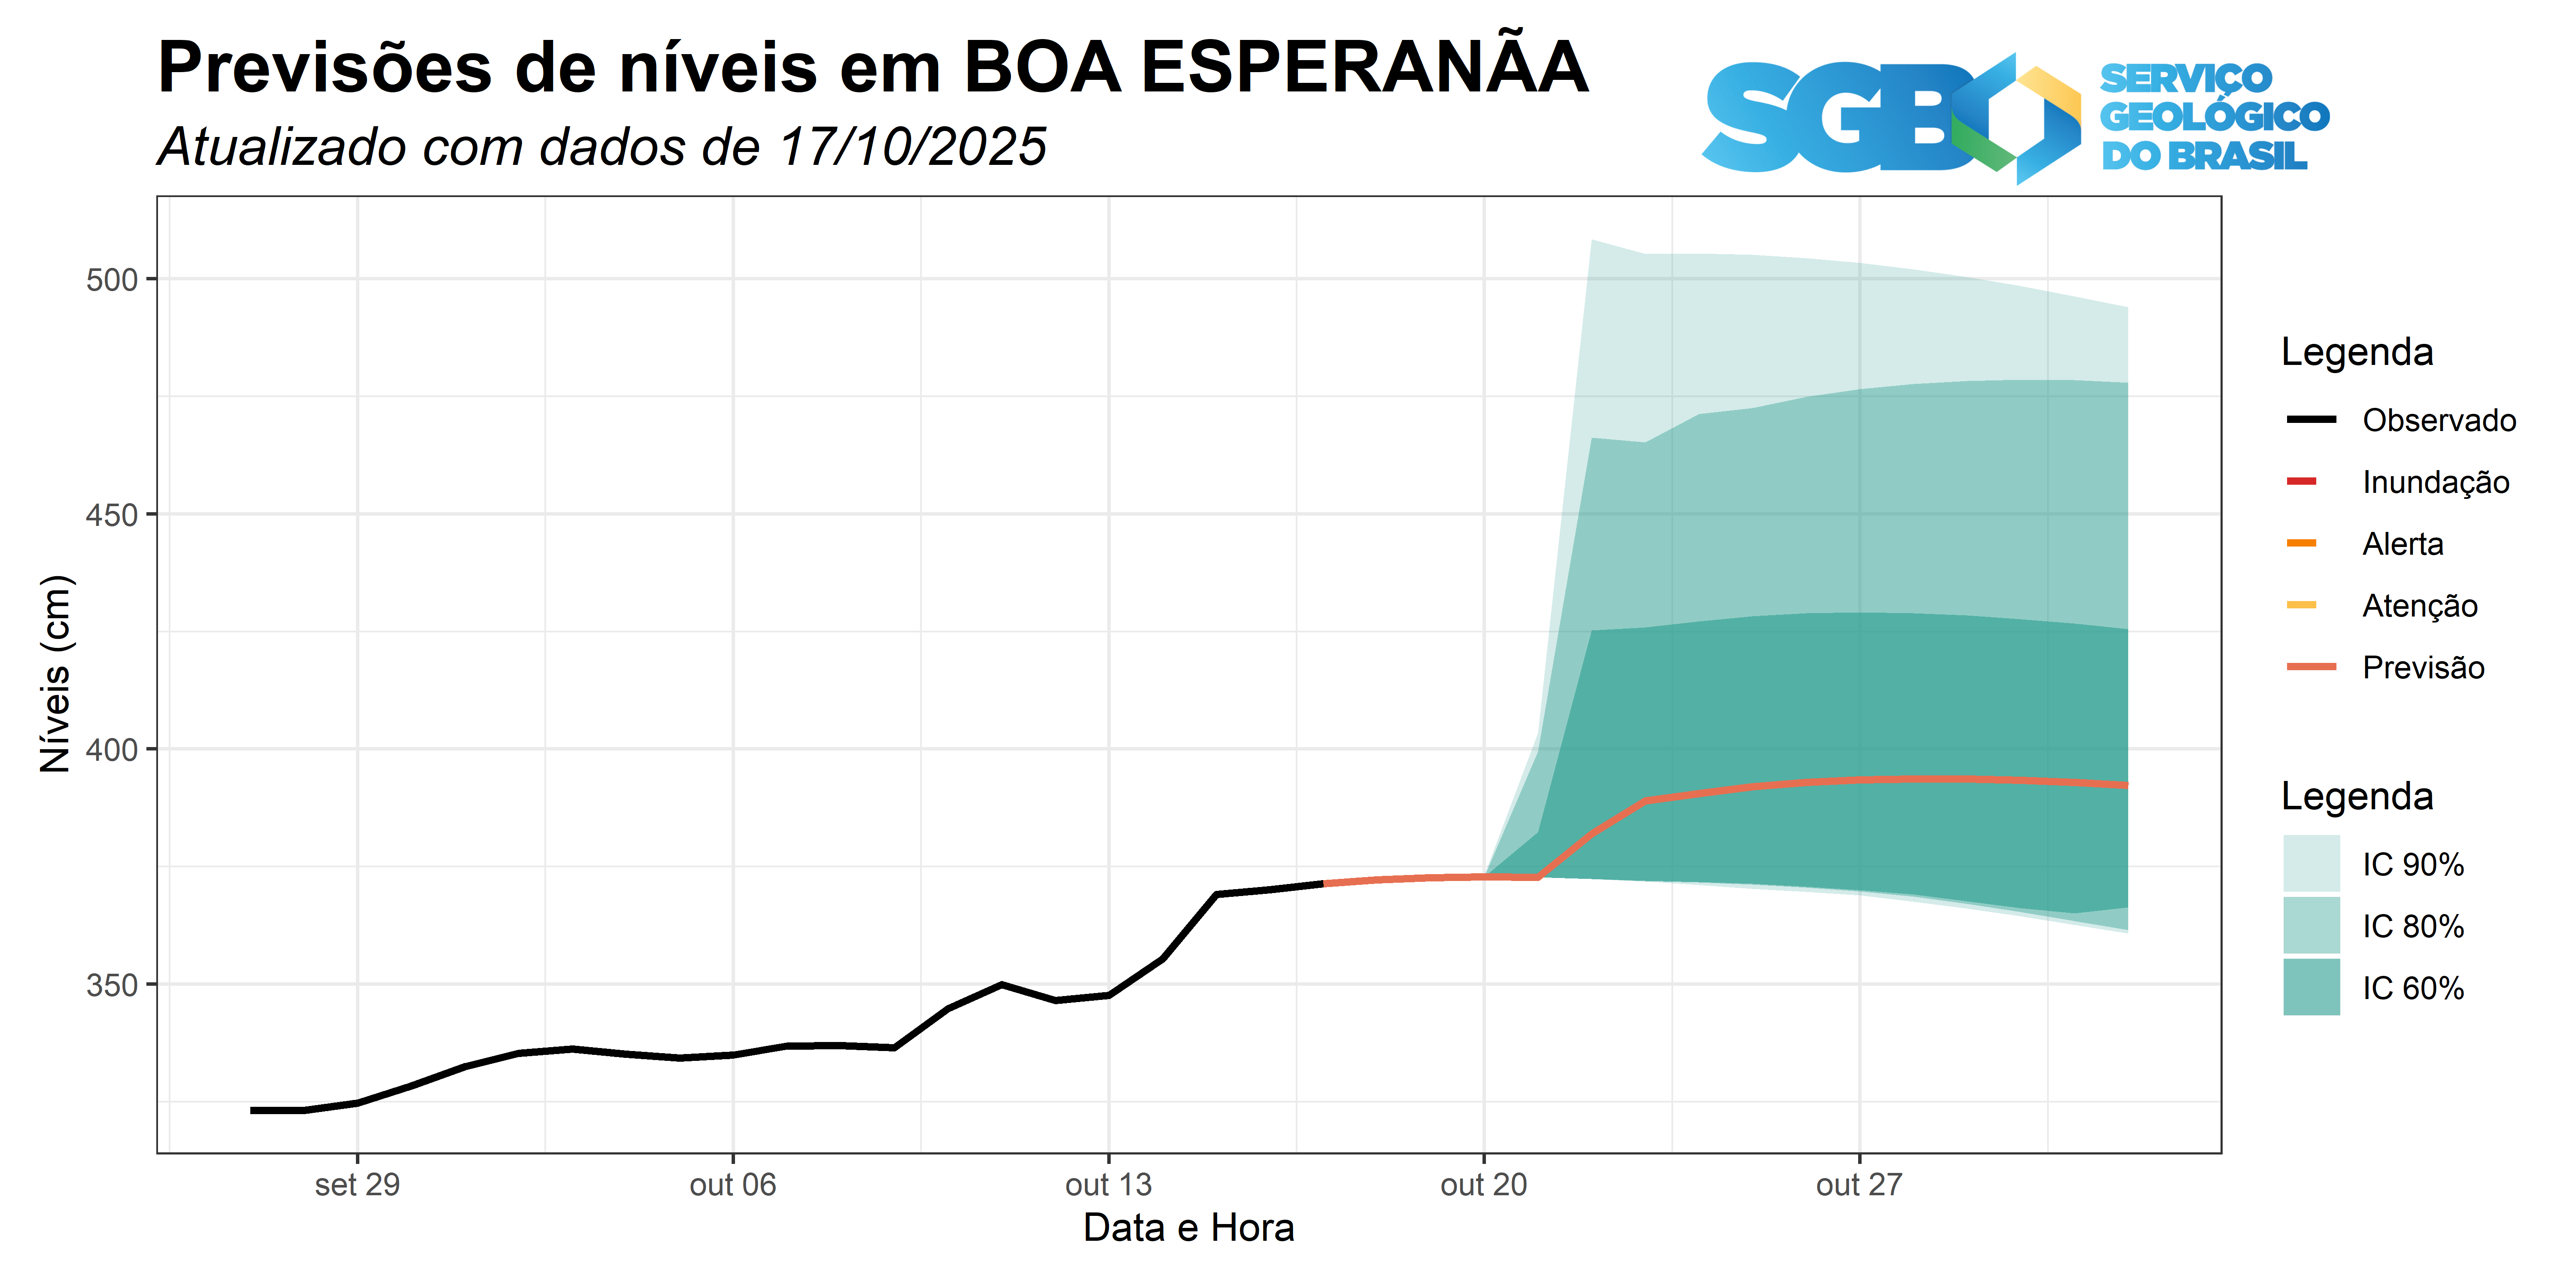 Previsões de níveis em BOA ESPERANÃA
Atualizado com dados de 17/10/2025
SGB
SERVIÇO
GEOLÓGICO
DO BRASIL
Níveis (cm)
500
450
400
350
set 29
out 06
out 13
out 20
out 27
Data e Hora
Legenda
Observado
Inundação
Alerta
Atenção
Previsão
Legenda
IC 90%
IC 80%
IC 60%